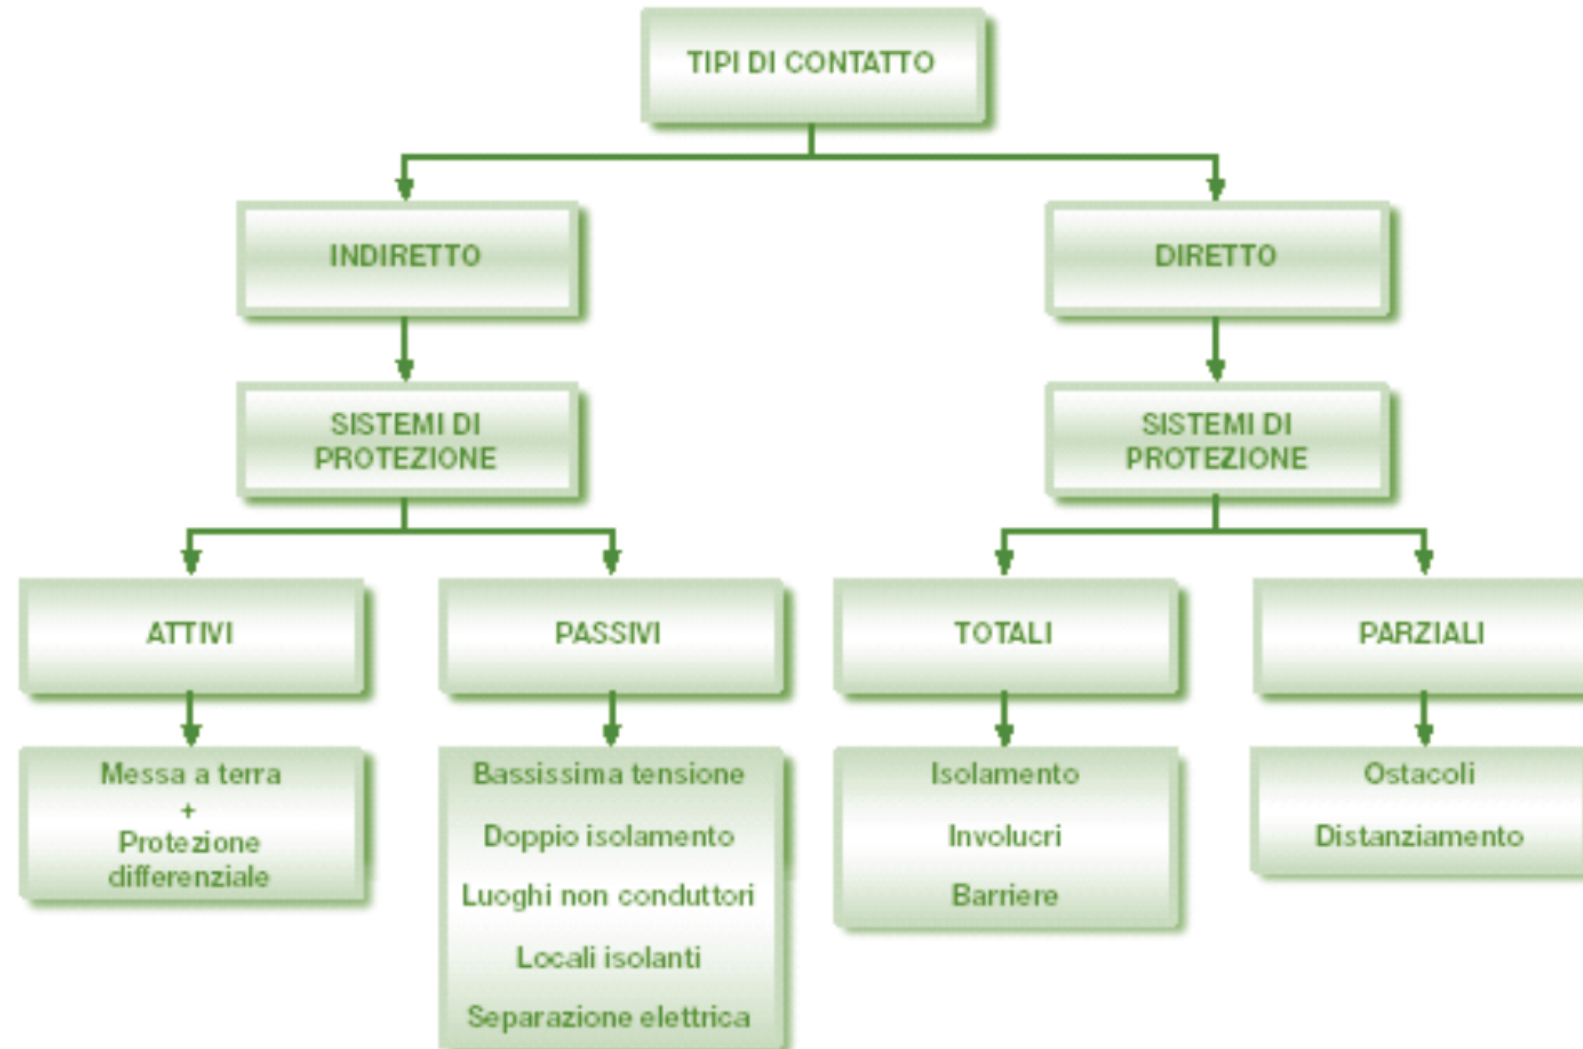 TIPI DI CONTATTO
INDIRETTO
DIRETTO
SISTEMI DI
PROTEZIONE
SISTEMI DI
PROTEZIONE
ATTIVI
PASSIVI
TOTALI
PARZIALI
Messa a terra
+
Protezione
differenziale
Bassissima tensione
Doppio isolamento
Luoghi non conduttori
Locali isolanti
Separazione elettrica
Isolamento
Involucri
Barriere
Ostacoli
Distanziamento